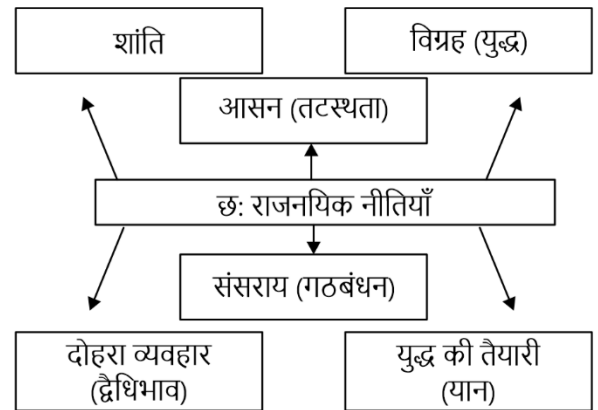 शांति
विग्रह (युद्ध)
आसन (तटस्थता)
छ: राजनयिक नीतियाँ
संसराय (गठबंधन)
दोहरा व्यवहार
(द्वैधिभाव)
युद्ध की तैयारी
(यान)